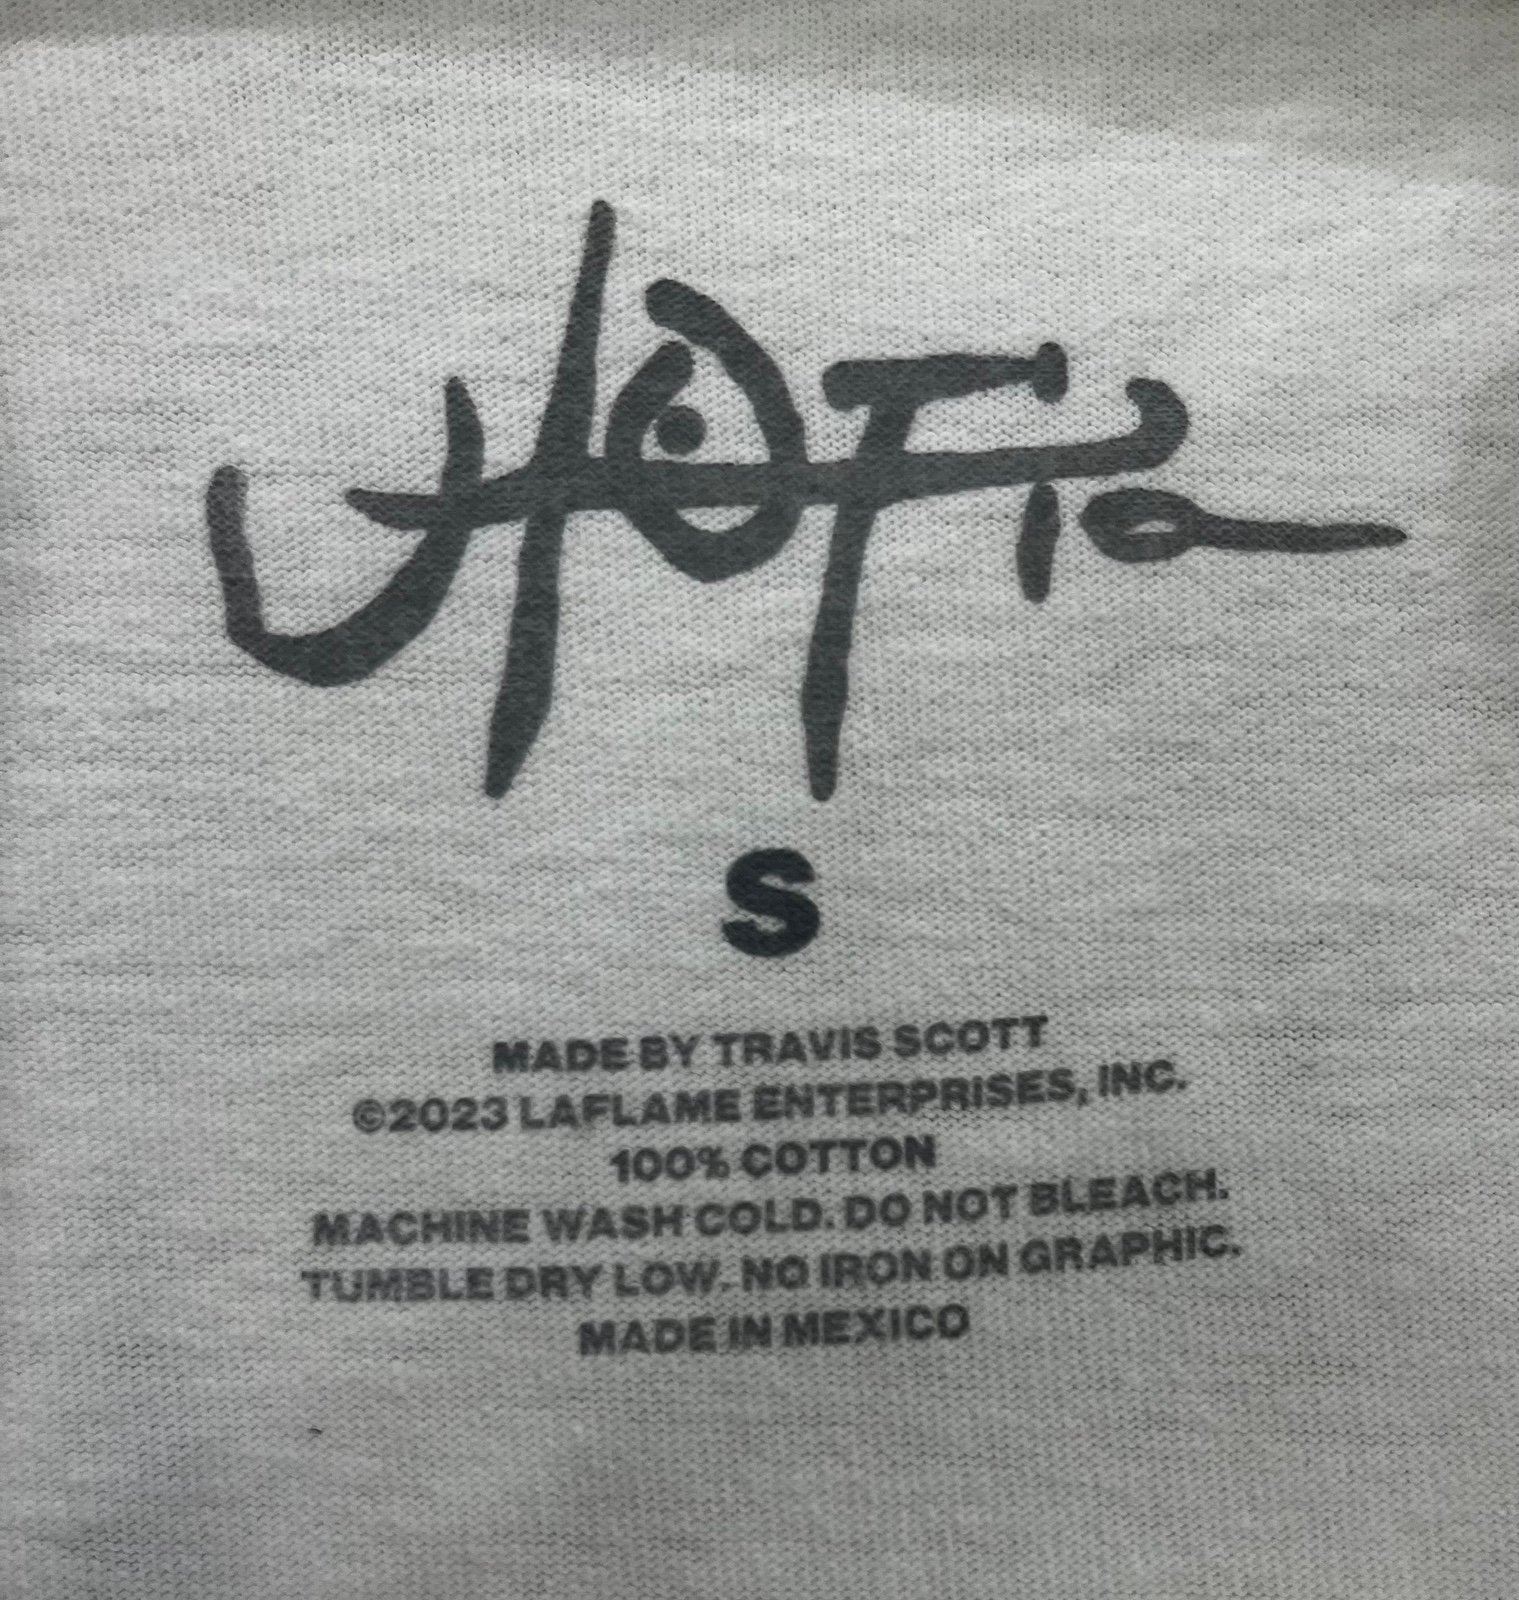 S
MADE BY TRAVIS SCOTT
©2023 LAFLAME ENTERPRISES, INC.
100% COTTON
MACHINE WASH COLD. DO NOT BLEACH.
TUMBLE DRY LOW. NO IRON ON GRAPHIC.
MADE IN MEXICO